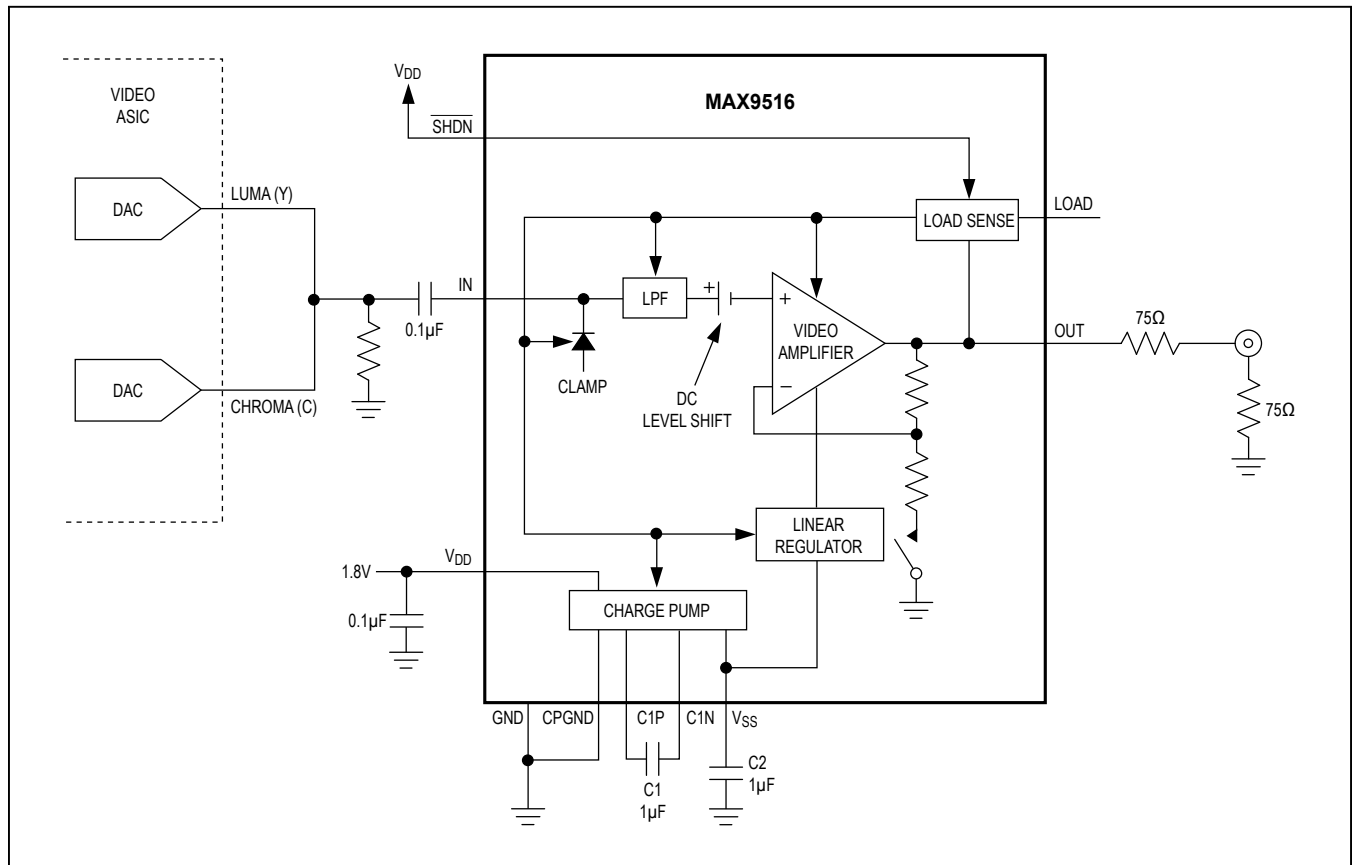 VIDEO
ASIC
DAC
LUMA (Y)
DAC
CHROMA (C)
0.1µF
IN
VDD
SHDN
MAX9516
LOAD SENSE
LOAD
LPF
+
+
VIDEO
AMPLIFIER
−
CLAMP
DC
LEVEL SHIFT
OUT
75Ω
75Ω
LINEAR
REGULATOR
1.8V
VDD
0.1µF
CHARGE PUMP
GND
CPGND
C1P
C1N
VSS
C1
1µF
C2
1µF